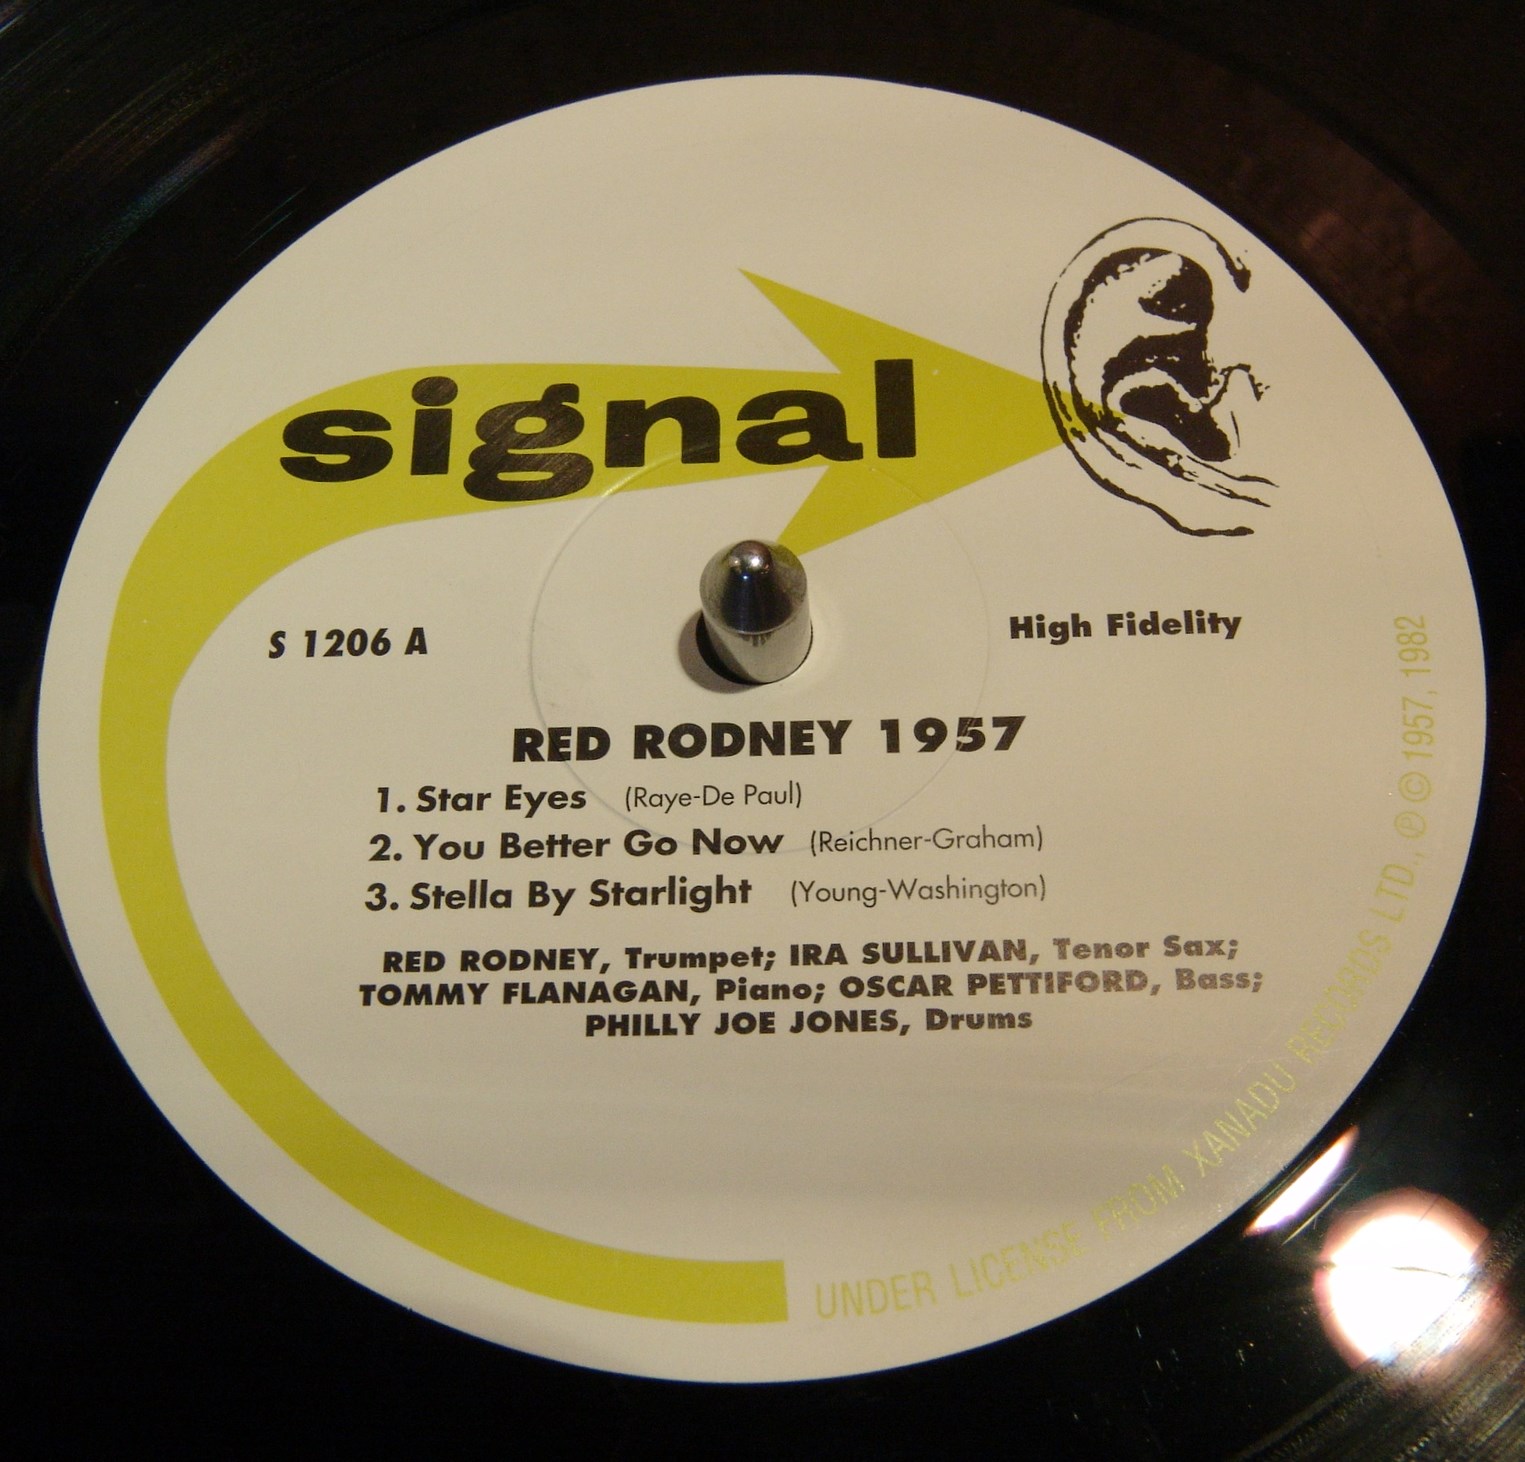 signal
S 1206 A
High Fidelity
RED RODNEY 1957
1. Star Eyes (Raye-De Paul)
2. You Better Go Now (Reichner-Graham)
3. Stella By Starlight (Young-Washington)
RED RODNEY, Trumpet; IRA SULLIVAN, Tenor Sax;
TOMMY FLANAGAN, Piano; OSCAR PETTIFORD, Bass;
PHILLY JOE JONES, Drums
UNDER LICENSE FROM XANADU RECORDS LTD., ℗ © 1957, 1982